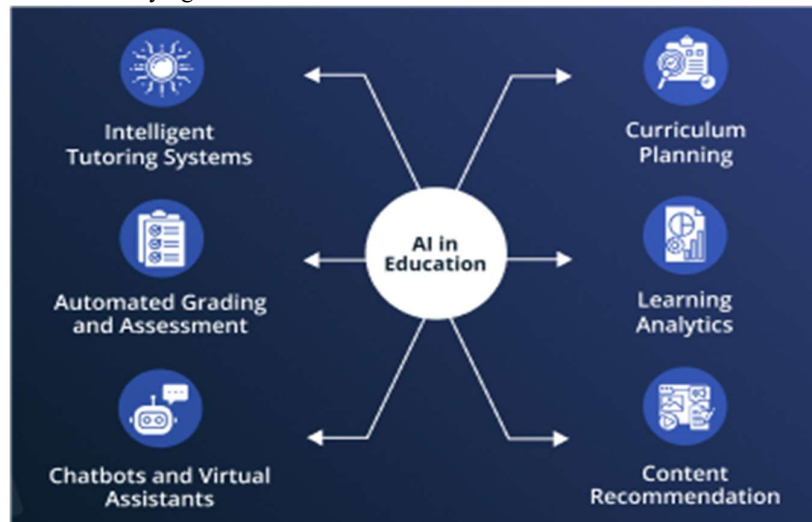 Intelligent
Tutoring Systems
Automated Grading
and Assessment
Chatbots and Virtual
Assistants
AI in
Education
Curriculum
Planning
Learning
Analytics
Content
Recommendation